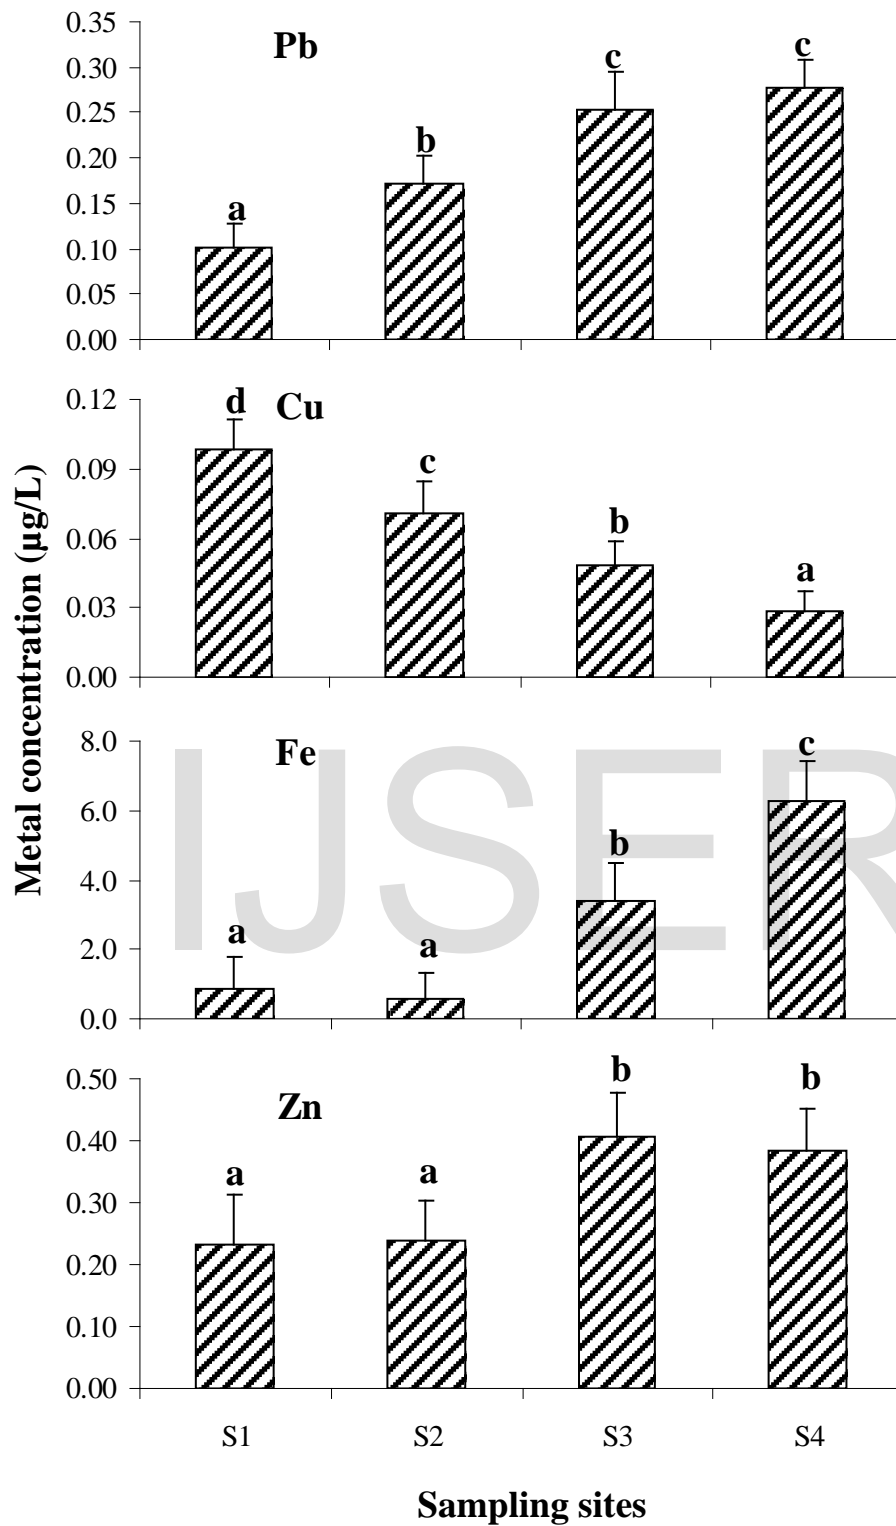 Metal concentration (µg/L)
Pb
0.35
0.30
0.25
0.20
0.15
0.10
0.05
0.00
a
b
c
c
Cu
0.12
0.09
0.06
0.03
0.00
d
c
b
a
Fe
8.0
6.0
4.0
2.0
0.0
a
a
b
c
Zn
0.50
0.40
0.30
0.20
0.10
0.00
a
a
b
b
S1 S2 S3 S4
Sampling sites
IJSER